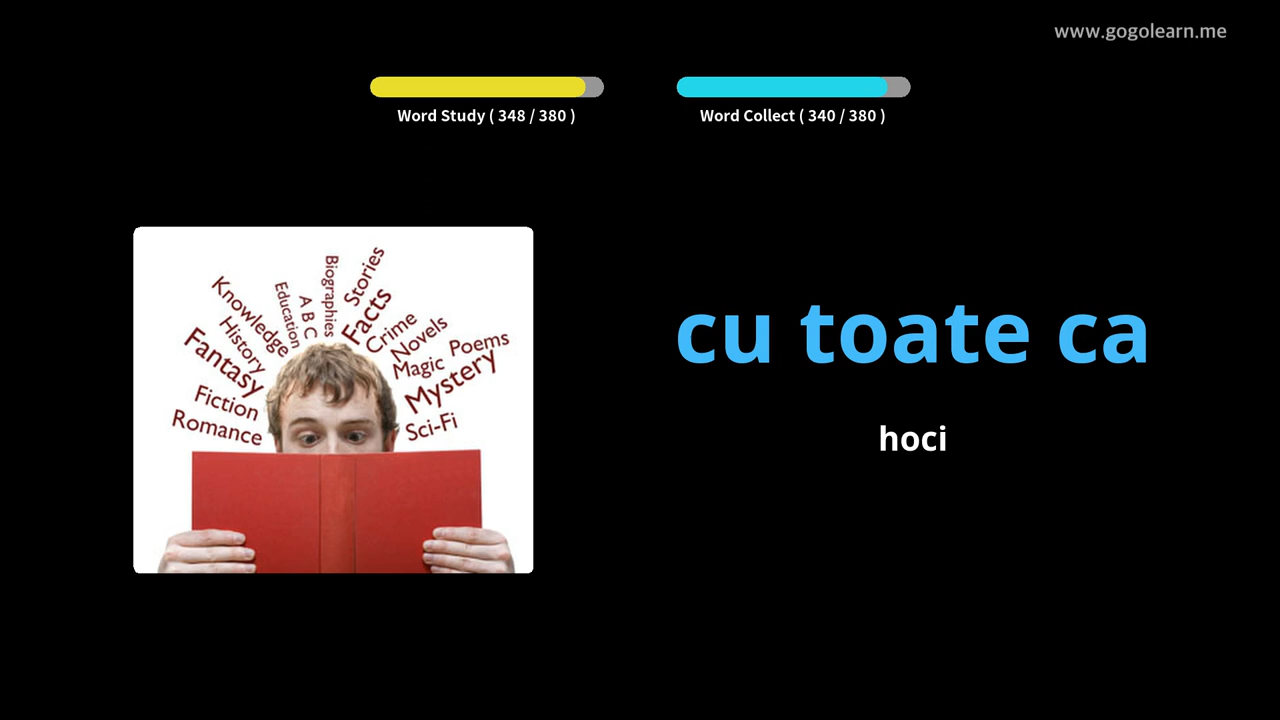 www.gogolearn.me
Word Study ( 348 / 380 )
Word Collect ( 340 / 380 )
Knowledge
History
Fantasy
Fiction
Romance
Education
A B C
Biographies
Stories
Facts
Crime
Novels
Magic
Poems
Mystery
Sci-Fi
cu toate ca
hoci